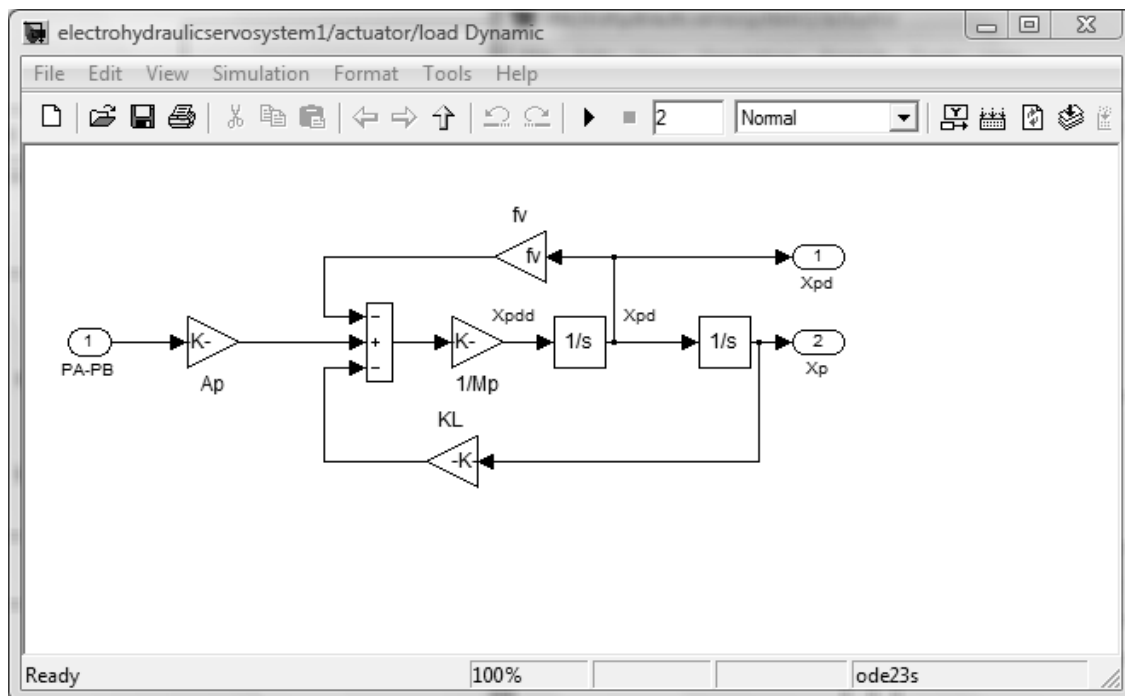 electrohydraulicservosystem1/actuator/load Dynamic
File Edit View Simulation Format Tools Help
2 Normal
fv
fv
1
Xpd
1
PA-PB
K-
Ap
−
+
−
K-
1/Mp
Xpdd
1/s
Xpd
1/s
2
Xp
KL
-K-
Ready 100% ode23s